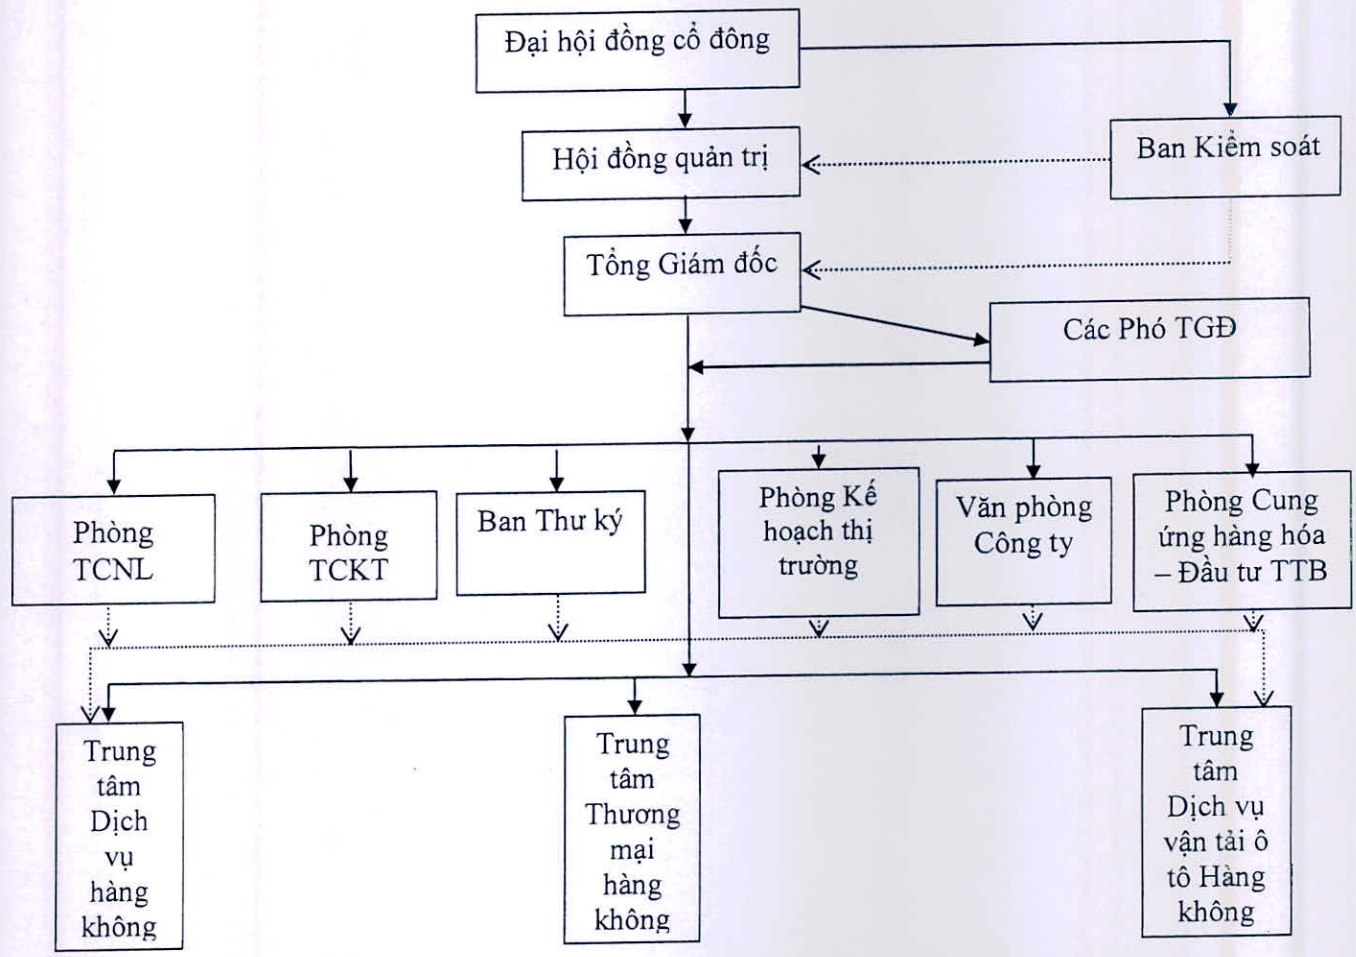 Đại hội đồng cổ đông
Hội đồng quản trị
Ban Kiểm soát
Tổng Giám đốc
Các Phó TGĐ
Phòng
TCNL
Phòng
TCKT
Ban Thư ký
Phòng Kế
hoạch thị
trường
Văn phòng
Công ty
Phòng Cung
ứng hàng hóa
– Đầu tư TTB
Trung
tâm
Dịch
vụ
hàng
không
Trung
tâm
Thương
mại
hàng
không
Trung
tâm
Dịch vụ
vận tải ô
tô Hàng
không